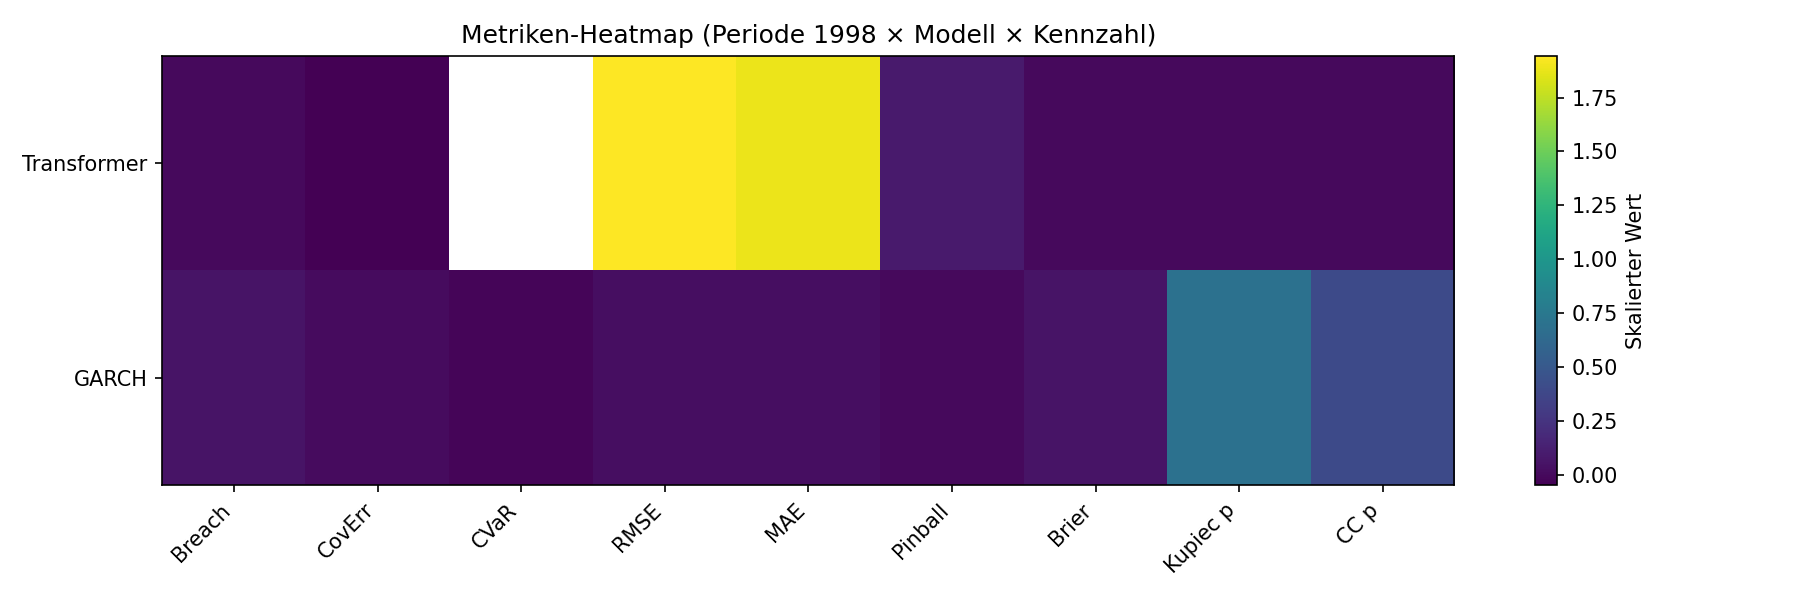 Metriken-Heatmap (Periode 1998 × Modell × Kennzahl)
Transformer
GARCH
Breach
CovErr
CVaR
RMSE
MAE
Pinball
Brier
Kupiec p
CC p
1.75
1.50
1.25
1.00
0.75
0.50
0.25
0.00
Skalierter Wert